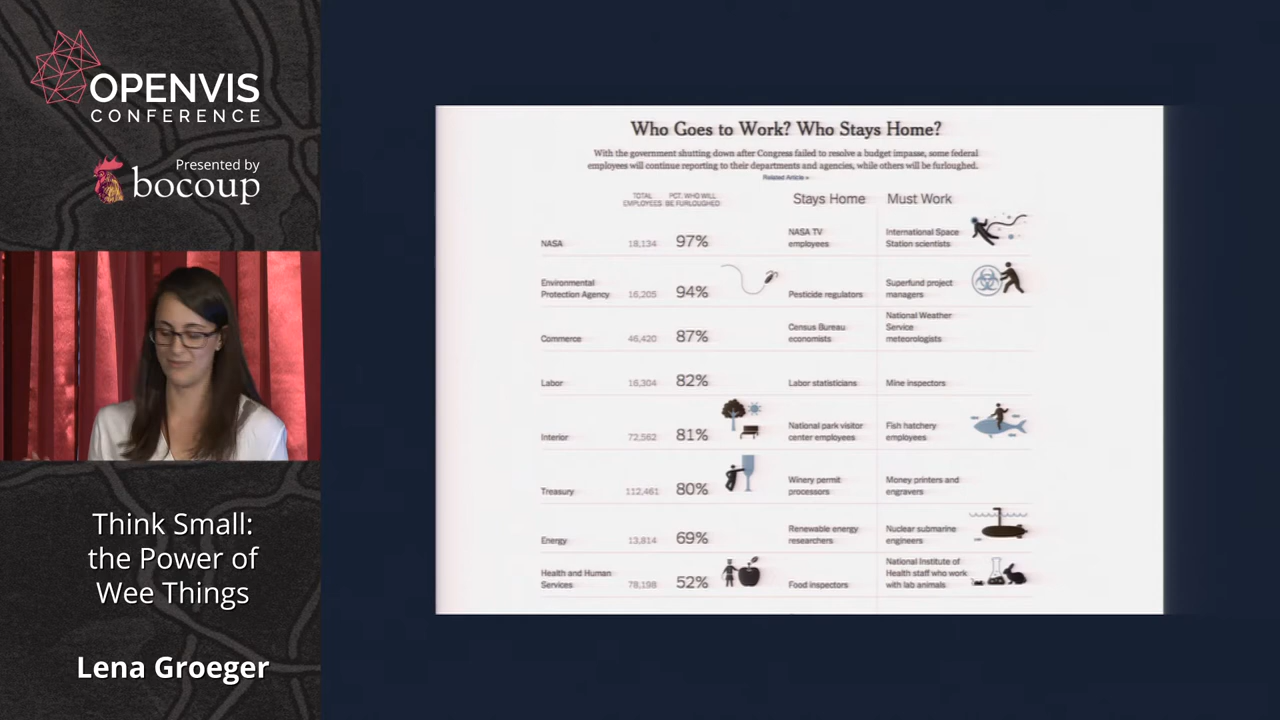 OPENVIS
CONFERENCE
Presented by
bocoup
Think Small:
the Power of
Wee Things
Lena Groeger
Who Goes to Work? Who Stays Home?
With the government shutting down after Congress failed to resolve a budget impasse, some federal
employees will continue reporting to their departments and agencies, while others will be furloughed.
Related Article »
TOTAL
EMPLOYEES
PCT. WHO WILL
BE FURLOUGHED
Stays Home
Must Work
NASA
18,134
97%
NASA TV
employees
International Space
Station scientists
Environmental
Protection Agency
16,205
94%
Pesticide regulators
Superfund project
managers
Commerce
46,420
87%
Census Bureau
economists
National Weather
Service
meteorologists
Labor
16,304
82%
Labor statisticians
Mine inspectors
Interior
72,562
81%
National park visitor
center employees
Fish hatchery
employees
Treasury
112,461
80%
Winery permit
processors
Money printers and
engravers
Energy
13,814
69%
Renewable energy
researchers
Nuclear submarine
engineers
Health and Human
Services
78,198
52%
Food inspectors
National Institute of
Health staff who work
with lab animals